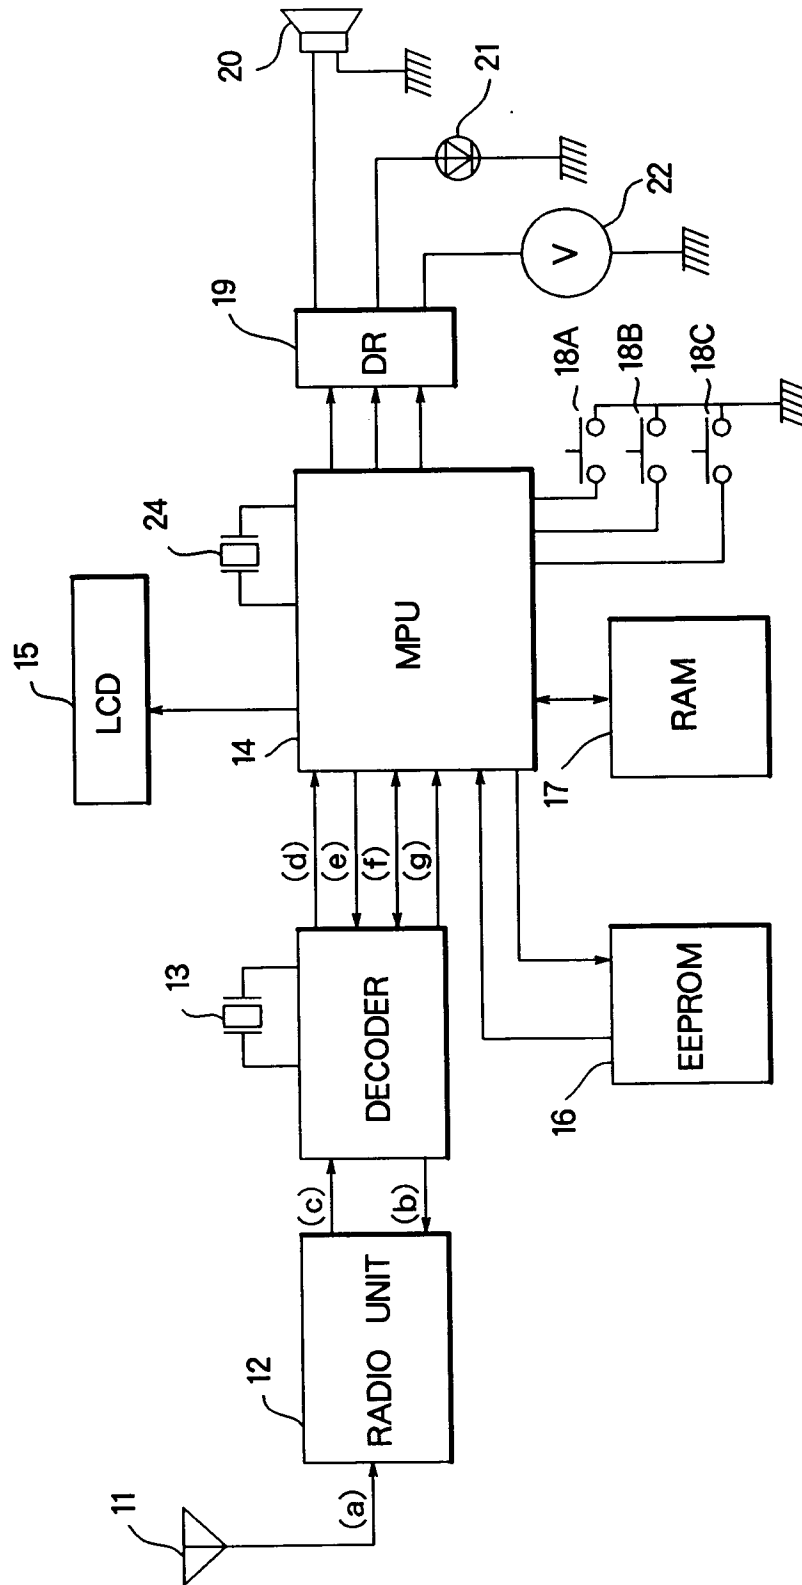 11
(a)
12
RADIO UNIT
(c)
(b)
13
DECODER
(d)
(e)
(f)
(g)
16
EEPROM
15
LCD
14
MPU
24
17
RAM
19
DR
18A
18B
18C
20
21
22
V